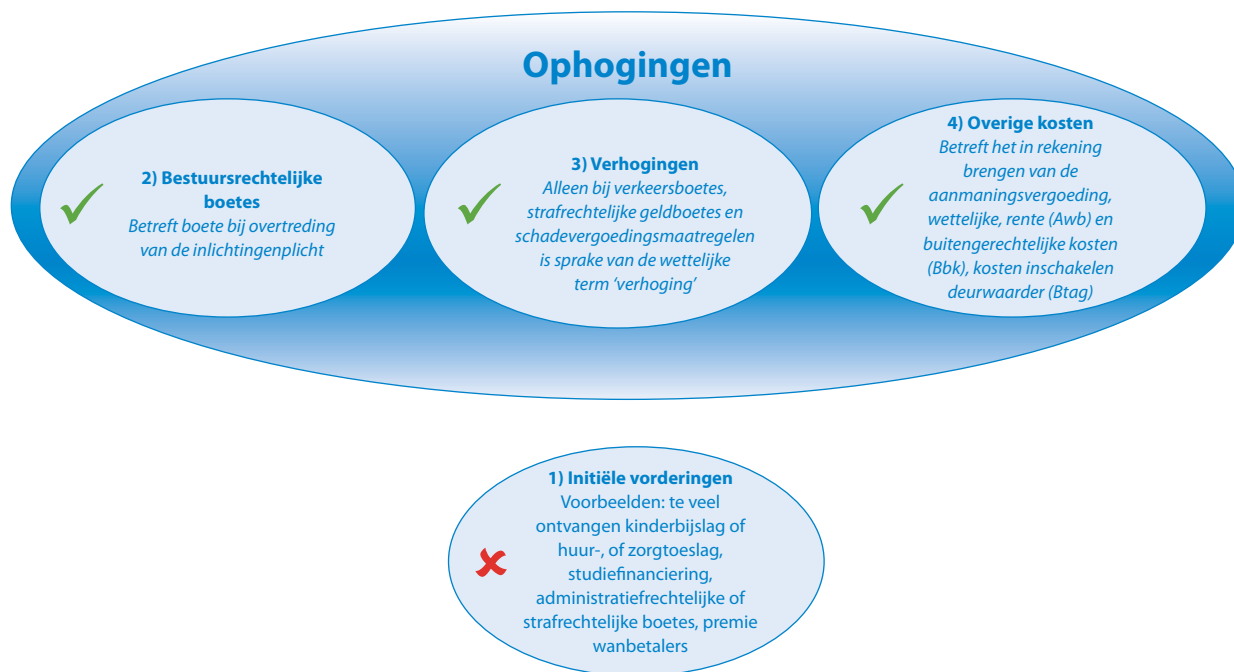 Ophogingen
2) Bestuursrechtelijke
boetes
Betreft boete bij overtreding
van de inlichtingenplicht
3) Verhogingen
Alleen bij verkeersboetes,
strafrechtelijke geldboetes en
schadevergoedingsmaatregelen
is sprake van de wettelijke
term ‘verhoging’
4) Overige kosten
Betreft het in rekening
brengen van de
aanmaningsvergoeding,
wettelijke, rente (Awb) en
buitengerechtelijke kosten
(Bbk), kosten inschakelen
deurwaarder (Btag)
1) Initiële vorderingen
Voorbeelden: te veel
ontvangen kinderbijslag of
huur-, of zorgtoeslag,
studiefinanciering,
administratiefrechtelijke of
strafrechtelijke boetes, premie
wanbetalers